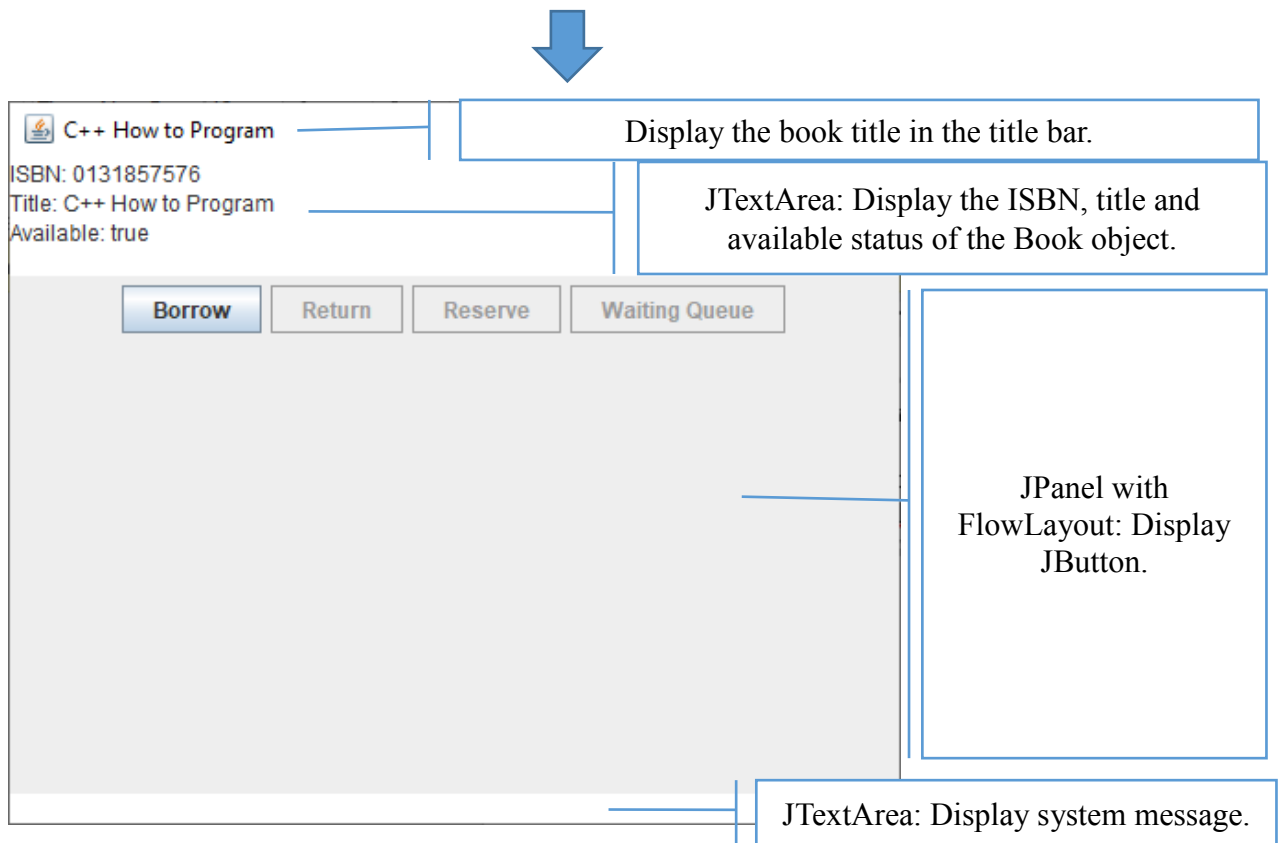 C++ How to Program
Display the book title in the title bar.
ISBN: 0131857576
Title: C++ How to Program
Available: true
JTextArea: Display the ISBN, title and
available status of the Book object.
Borrow
Return
Reserve
Waiting Queue
JPanel with
FlowLayout: Display
JButton.
JTextArea: Display system message.